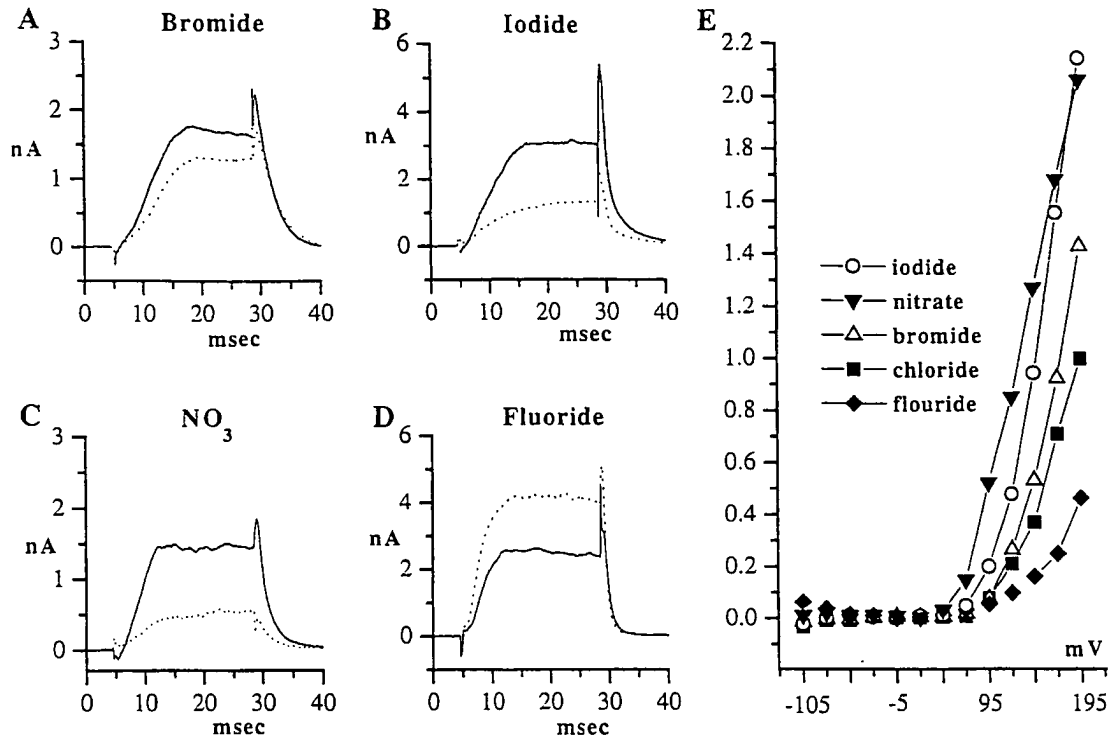 A
Bromide
3
2
1
0
nA
0 10 20 30 40
msec
B
Iodide
6
4
2
0
nA
0 10 20 30 40
msec
C
NO3
3
2
1
0
nA
0 10 20 30 40
msec
D
Fluoride
6
4
2
0
nA
0 10 20 30 40
msec
E
2.2
2.0
1.8
1.6
1.4
1.2
1.0
0.8
0.6
0.4
0.2
0.0
iodide
nitrate
bromide
chloride
flouride
mV
-105 -5 95 195